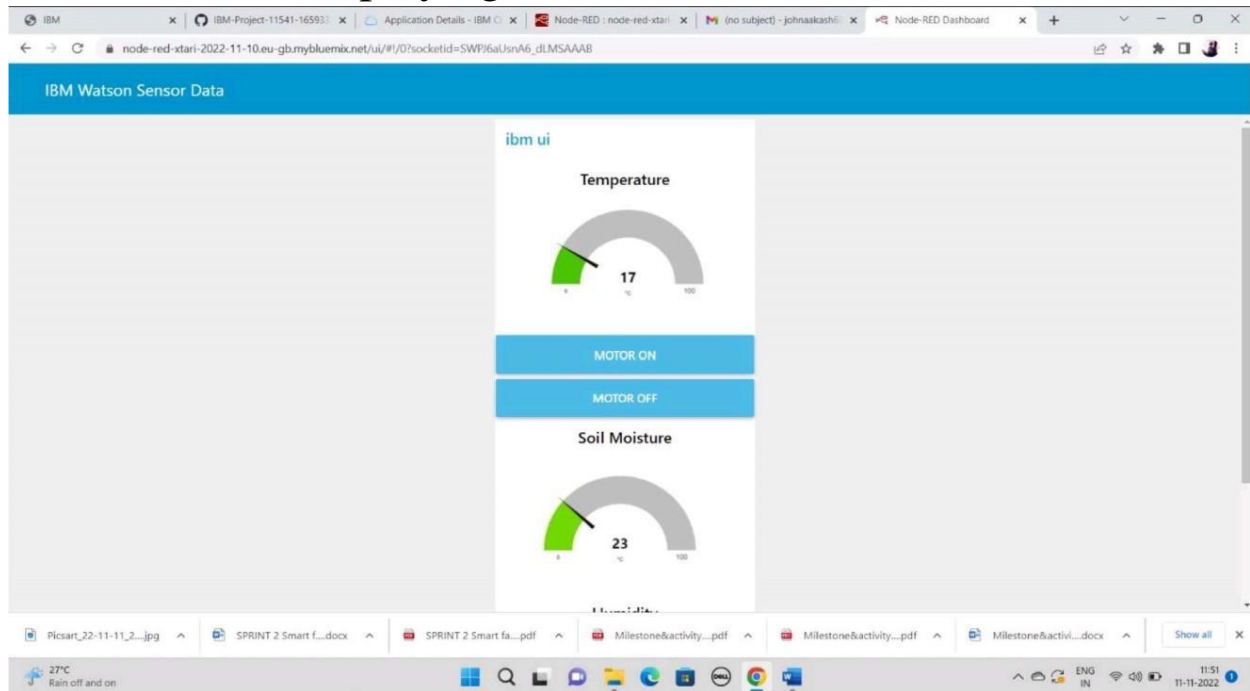 IBM
IBM-Project-11541-165933
Application Details - IBM C
Node-RED : node-red-xtari
(no subject) - johnaakash6
Node-RED Dashboard
node-red-xtari-2022-11-10.eu-gb.mybluemix.net/ui/#!/0?socketid=SWPJ6aUsnA6_dLMSAAAB
IBM Watson Sensor Data
ibm ui
Temperature
17
°C
100
MOTOR ON
MOTOR OFF
Soil Moisture
23
°C
100
Picsart_22-11-11_2....jpg
SPRINT 2 Smart f....docx
SPRINT 2 Smart fa....pdf
Milestone&activity....pdf
Milestone&activity....pdf
Milestone&activi....docx
Show all
27°C
Rain off and on
DELL
ENG
IN
11:51
11-11-2022